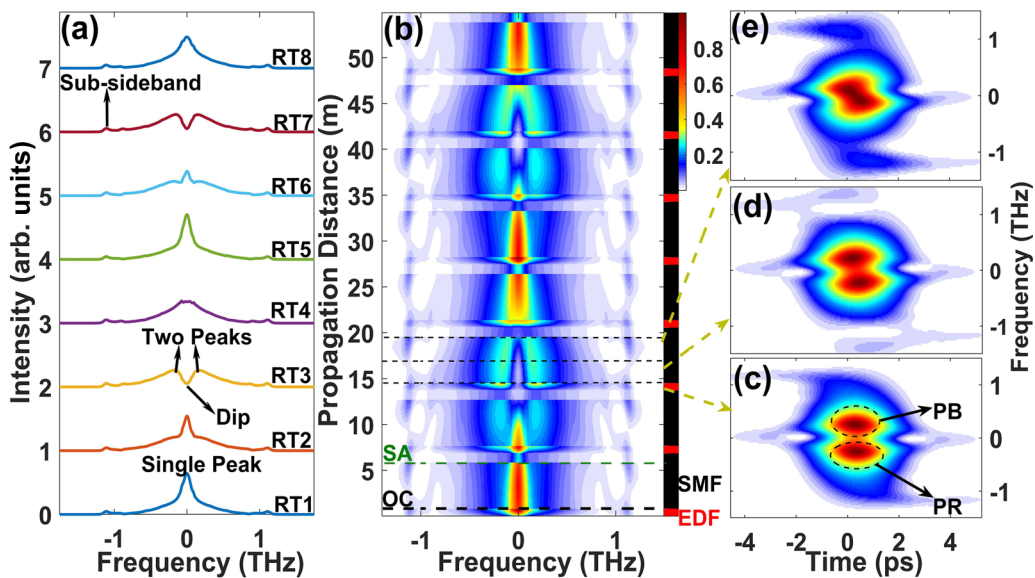 (a)
7
RT8
Sub-sideband
6
RT7
5
RT6
4
RT5
3
RT4
Two Peaks
2
RT3
Dip
1
RT2
Single Peak
0
RT1
-1 0 1
Frequency (THz)
Intensity (arb. units)
(b)
50
45
40
35
30
25
20
15
10
5
SA
OC
-1 0 1
Frequency (THz)
Propagation Distance (m)
0.8
0.6
0.4
0.2
SMF
EDF
(e)
1
0
-1
(d)
1
0
-1
(c)
1
0
-1
PB
PR
-4 -2 0 2 4
Time (ps)
Frequency (THz)